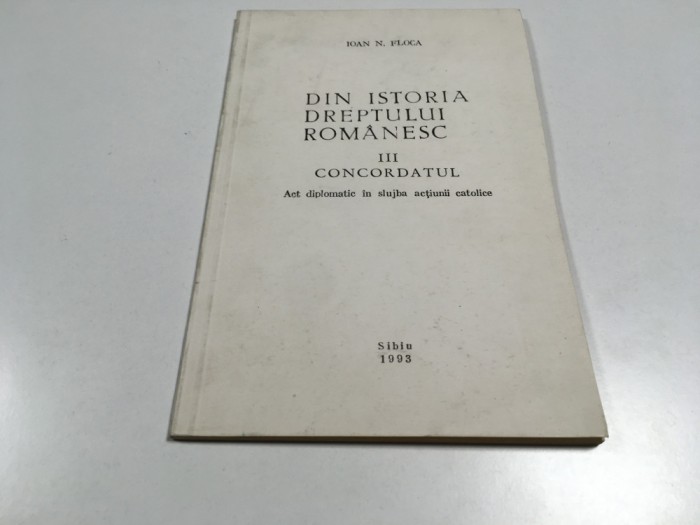 IOAN N. FLOCA
DIN ISTORIA
DREPTULUI
ROMÂNESC
III
CONCORDATUL
Act diplomatic în slujba acțiunii catolice
Sibiu
1993